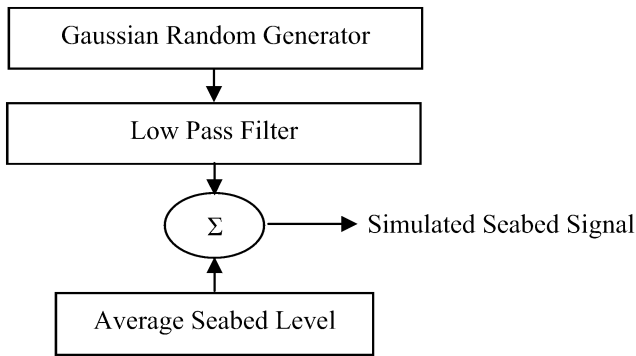 Gaussian Random Generator
Low Pass Filter
Σ
Simulated Seabed Signal
Average Seabed Level